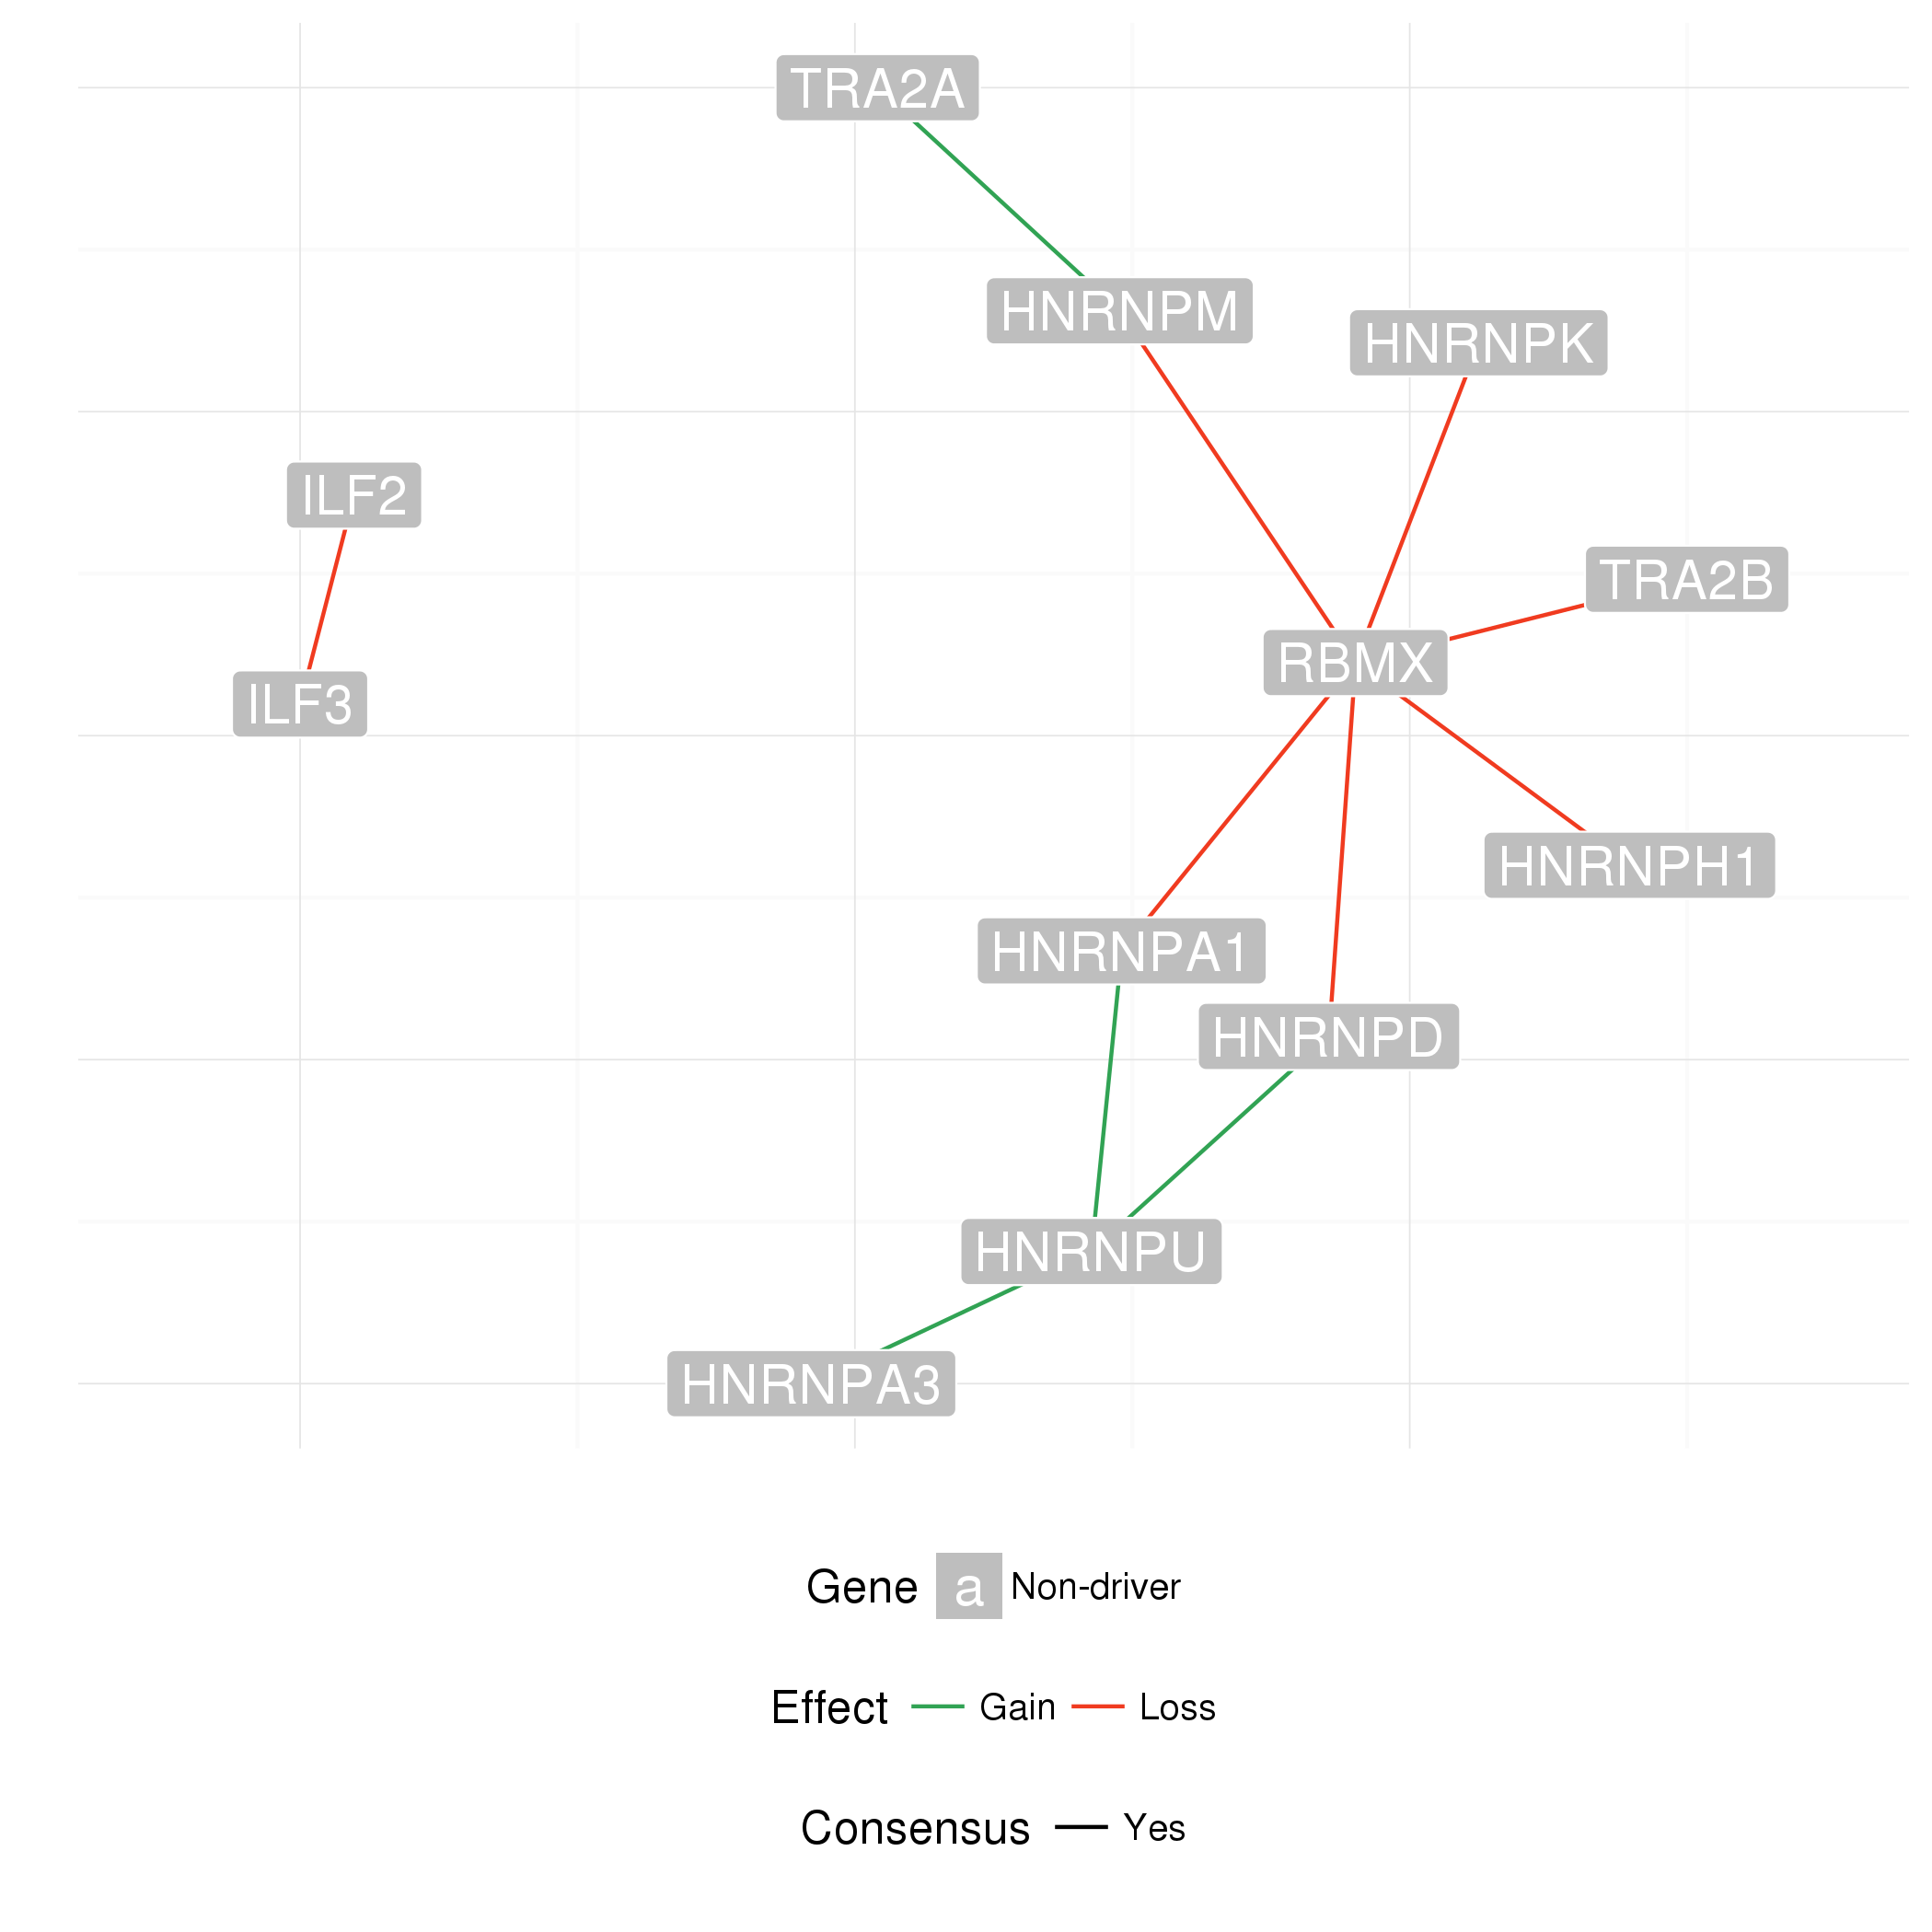 TRA2A
HNRNPM
HNRNPK
ILF2
TRA2B
RBMX
ILF3
HNRNPH1
HNRNPA1
HNRNPD
HNRNPU
HNRNPA3
Gene a Non-driver
Effect Gain Loss
Consensus Yes